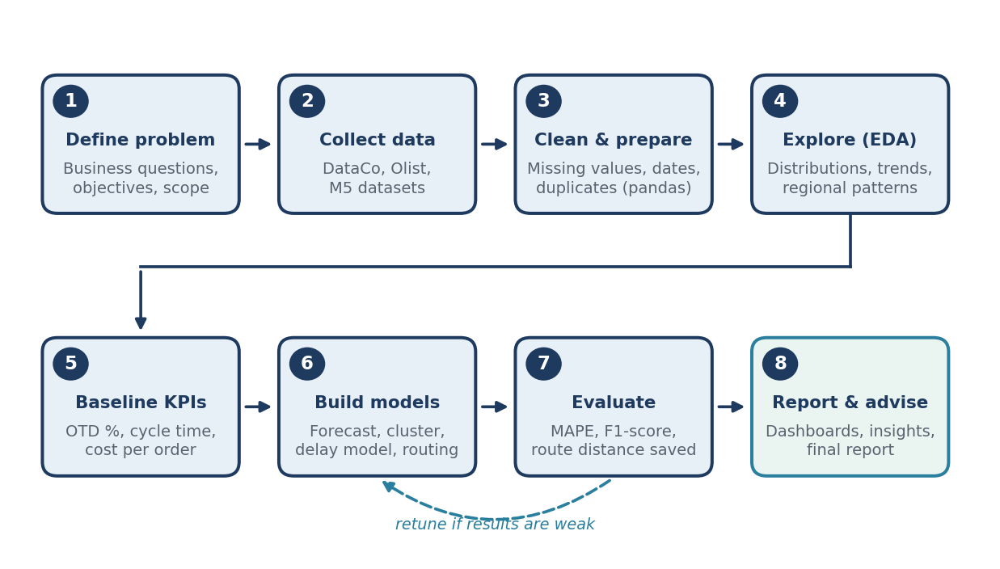 1
Define problem
Business questions,
objectives, scope
2
Collect data
DataCo, Olist,
M5 datasets
3
Clean & prepare
Missing values, dates,
duplicates (pandas)
4
Explore (EDA)
Distributions, trends,
regional patterns
5
Baseline KPIs
OTD %, cycle time,
cost per order
6
Build models
Forecast, cluster,
delay model, routing
7
Evaluate
MAPE, F1-score,
route distance saved
8
Report & advise
Dashboards, insights,
final report
retune if results are weak